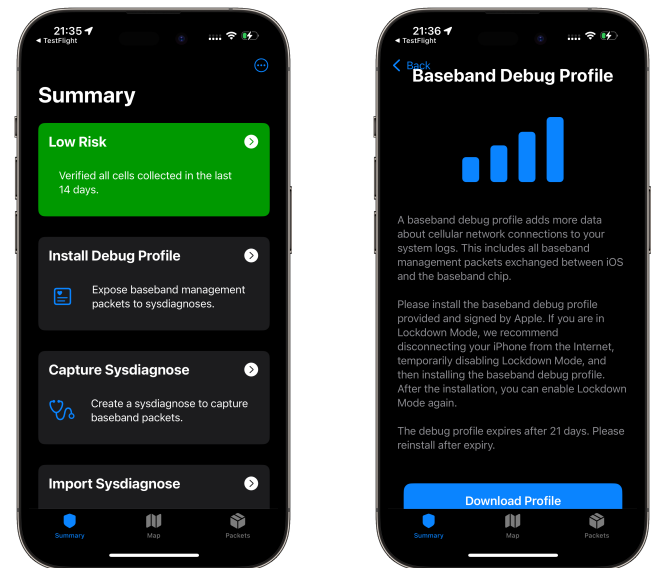 21:35
TestFlight
Summary
Low Risk
Verified all cells collected in the last
14 days.
Install Debug Profile
Expose baseband management
packets to sysdiagnoses.
Capture Sysdiagnose
Create a sysdiagnose to capture
baseband packets.
Import Sysdiagnose
Summary
Map
Packets
21:36
TestFlight
Back
Baseband Debug Profile
A baseband debug profile adds more data
about cellular network connections to your
system logs. This includes all baseband
management packets exchanged between iOS
and the baseband chip.
Please install the baseband debug profile
provided and signed by Apple. If you are in
Lockdown Mode, we recommend
disconnecting your iPhone from the Internet,
temporarily disabling Lockdown Mode, and
then installing the baseband debug profile.
After the installation, you can enable Lockdown
Mode again.
The debug profile expires after 21 days. Please
reinstall after expiry.
Download Profile
Summary
Map
Packets